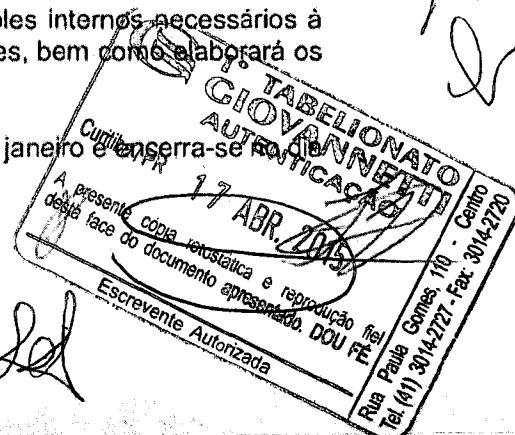 oles internos necessários à
es, bem como elaborará os
janeiro e encerra-se no dia
1º TABELIONATO
GIOVANNETTI
AUTENTICAÇÃO
Curitiba-PR
17 ABR. 2015
A presente cópia fotostática e reprodução fiel
desta face do documento apresentado. DOU FÉ
Escrevente Autorizada
Rua Paula Gomes, 110 - Centro
Tel. (41) 3014-2727 - Fax: 3014-2720